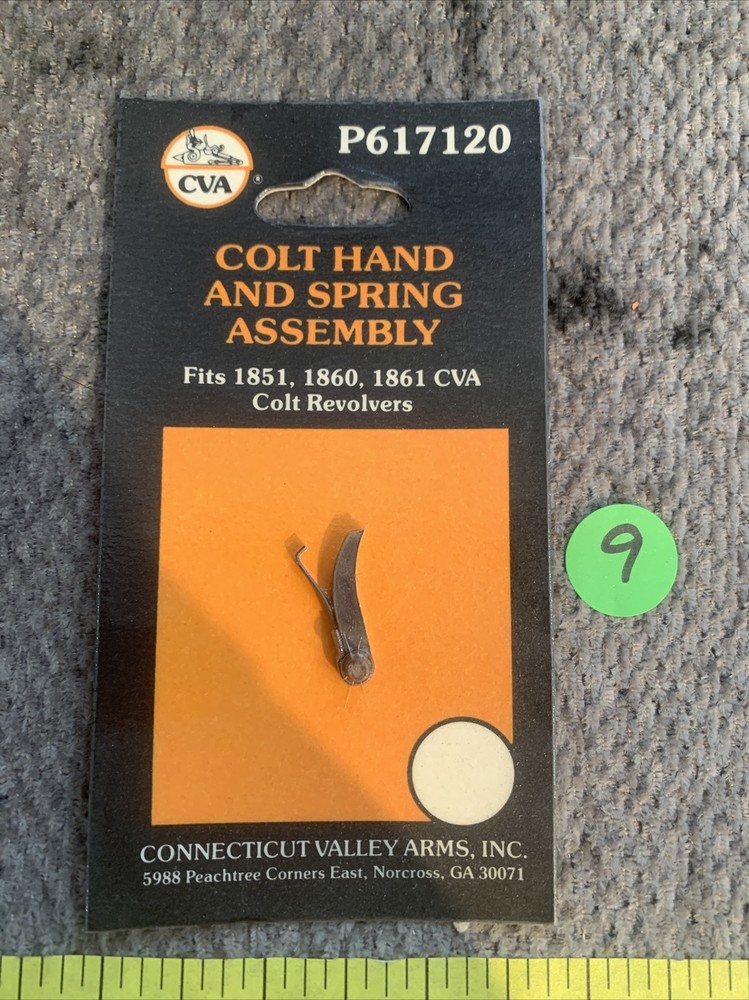 P617120
CVA
®
COLT HAND
AND SPRING
ASSEMBLY
Fits 1851, 1860, 1861 CVA
Colt Revolvers
9
CONNECTICUT VALLEY ARMS, INC.
5988 Peachtree Corners East, Norcross, GA 30071